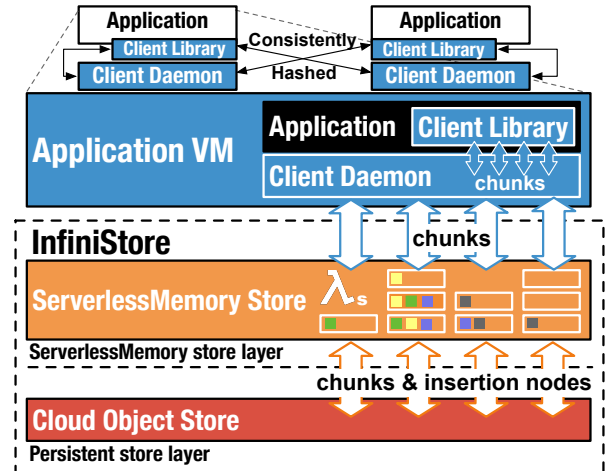 Application
Application
Client Library
Consistently
Client Library
Client Daemon
Hashed
Client Daemon
Application VM
Application
Client Library
Client Daemon
chunks
InfiniStore
chunks
ServerlessMemory Store
λs
ServerlessMemory store layer
chunks & insertion nodes
Cloud Object Store
Persistent store layer